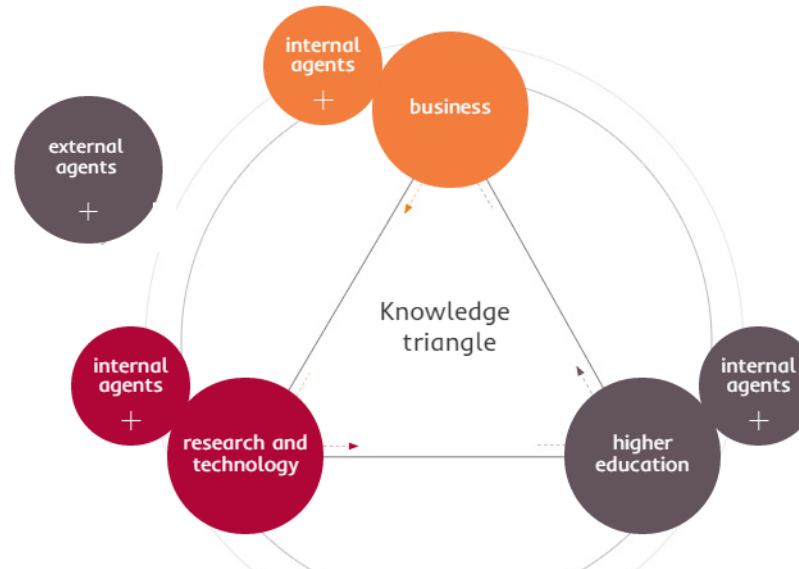 internal
agents
+
business
external
agents
+
Knowledge
triangle
internal
agents
+
internal
agents
+
research and
technology
higher
education